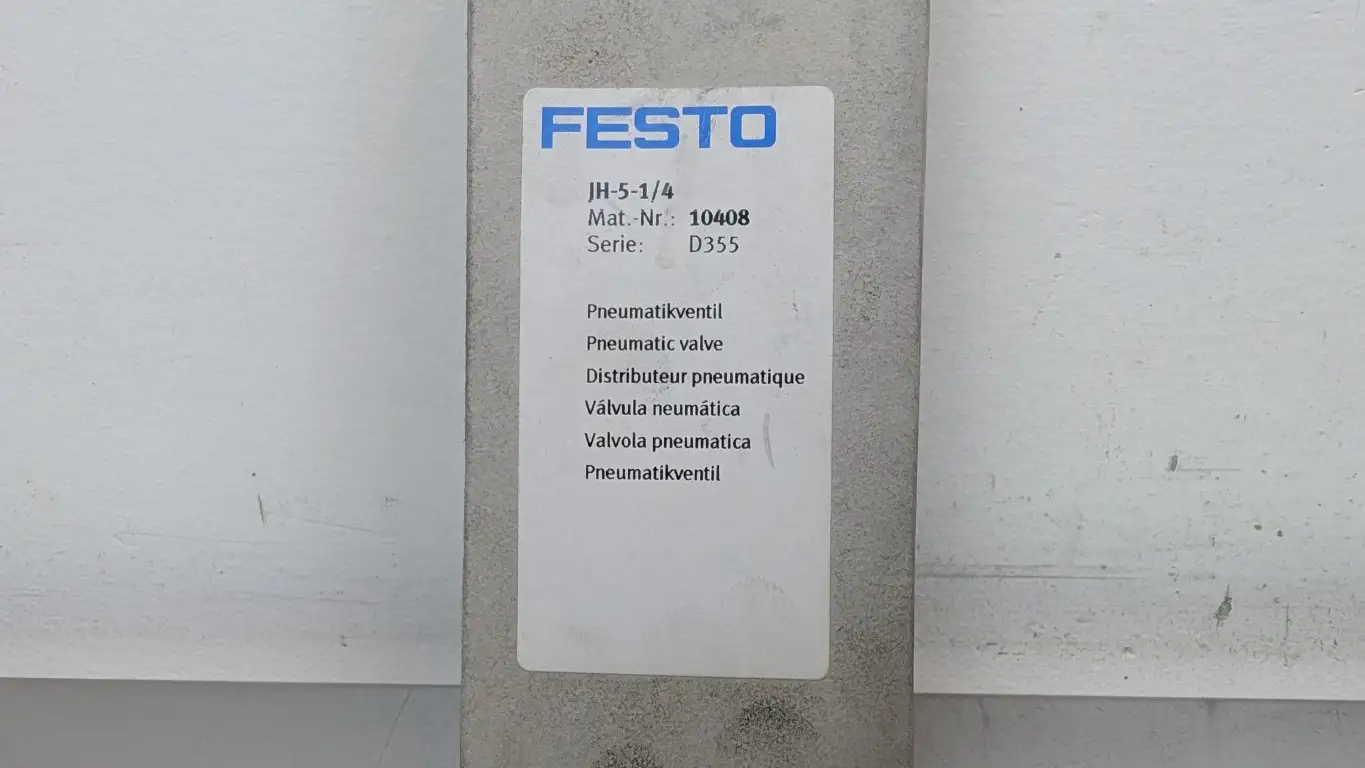 FESTO
JH-5-1/4
Mat.-Nr.: 10408
Serie: D355
Pneumatikventil
Pneumatic valve
Distributeur pneumatique
Válvula neumática
Valvola pneumatica
Pneumatikventil